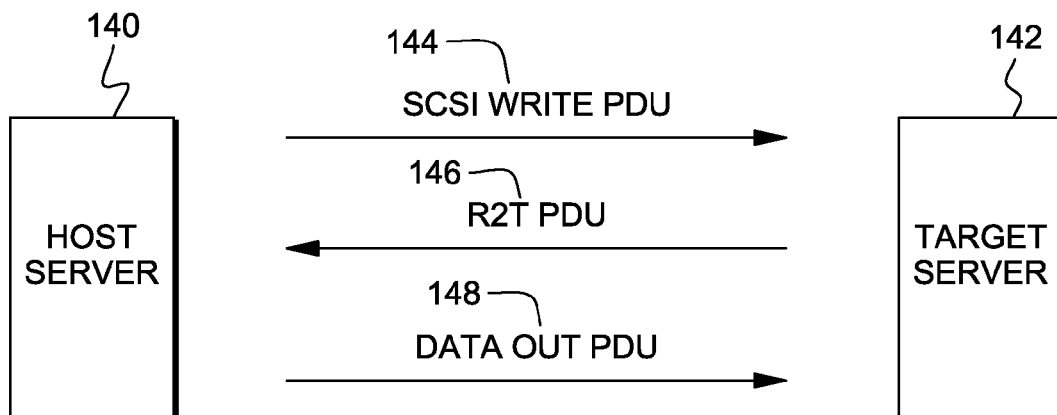 140
144
142
SCSI WRITE PDU
146
R2T PDU
HOST
SERVER
TARGET
SERVER
148
DATA OUT PDU